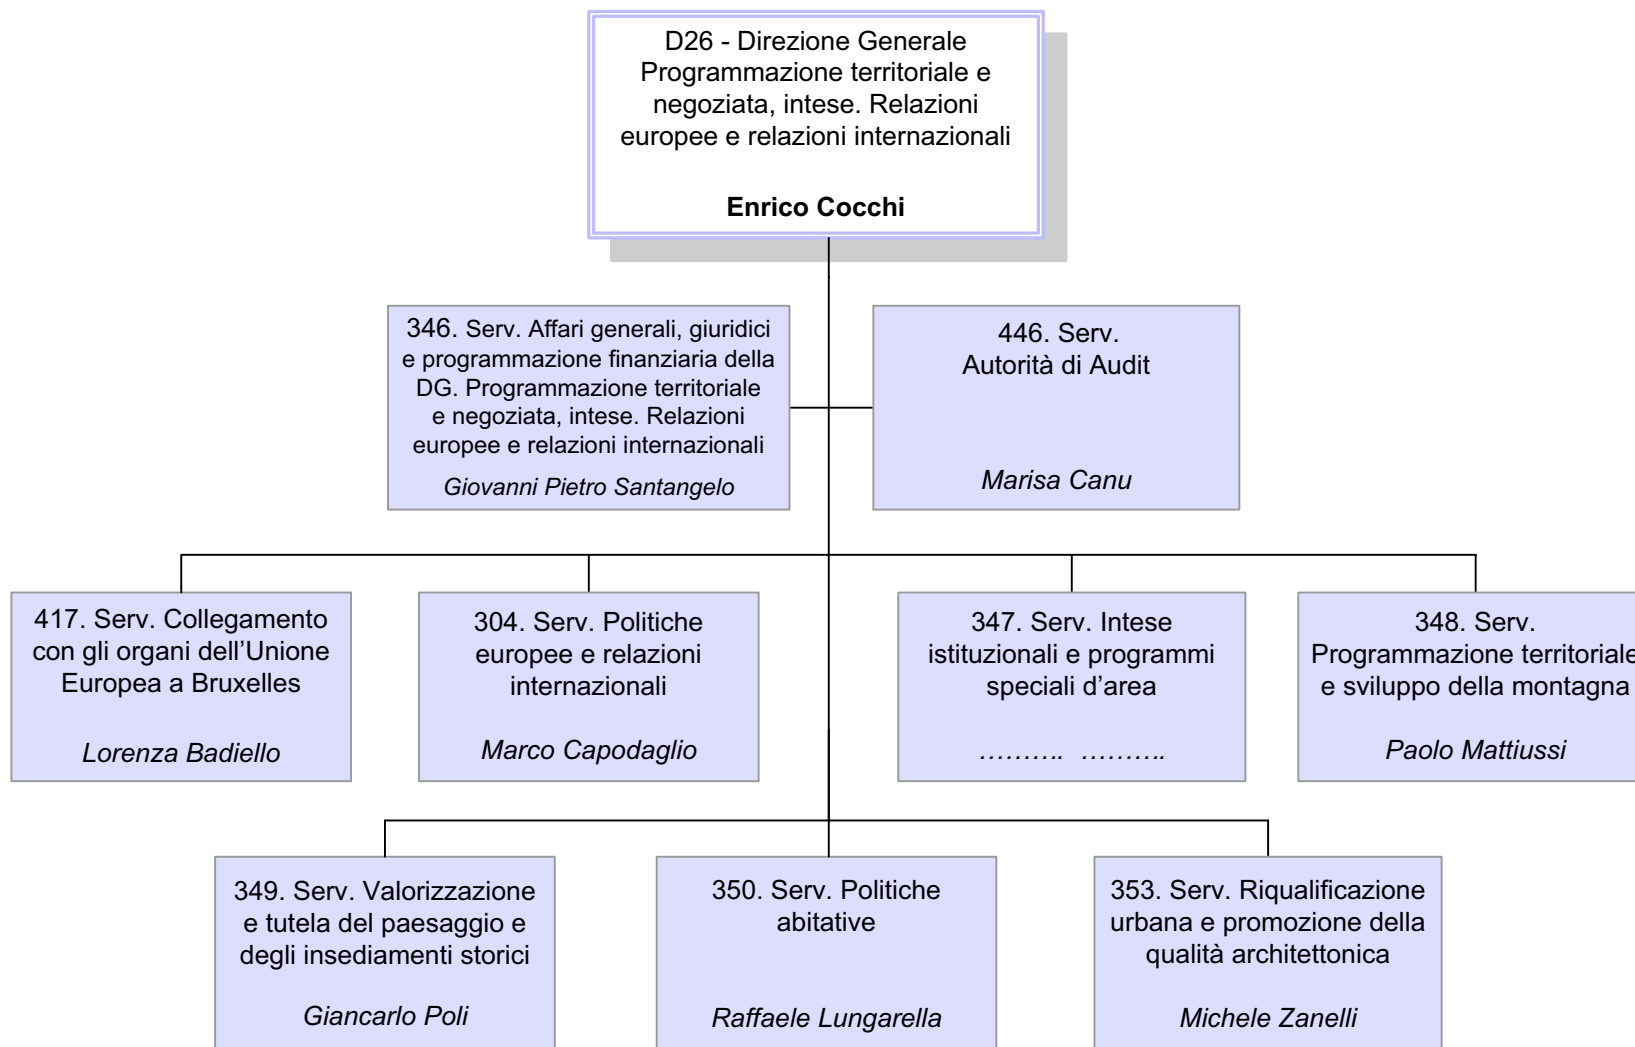 D26 - Direzione Generale
Programmazione territoriale e
negoziata, intese. Relazioni
europee e relazioni internazionali
Enrico Cocchi
346. Serv. Affari generali, giuridici
e programmazione finanziaria della
DG. Programmazione territoriale
e negoziata, intese. Relazioni
europee e relazioni internazionali
Giovanni Pietro Santangelo
446. Serv.
Autorità di Audit
Marisa Canu
417. Serv. Collegamento
con gli organi dell’Unione
Europea a Bruxelles
Lorenza Badiello
304. Serv. Politiche
europee e relazioni
internazionali
Marco Capodaglio
347. Serv. Intese
istituzionali e programmi
speciali d’area
………. ……….
348. Serv.
Programmazione territoriale
e sviluppo della montagna
Paolo Mattiussi
349. Serv. Valorizzazione
e tutela del paesaggio e
degli insediamenti storici
Giancarlo Poli
350. Serv. Politiche
abitative
Raffaele Lungarella
353. Serv. Riqualificazione
urbana e promozione della
qualità architettonica
Michele Zanelli